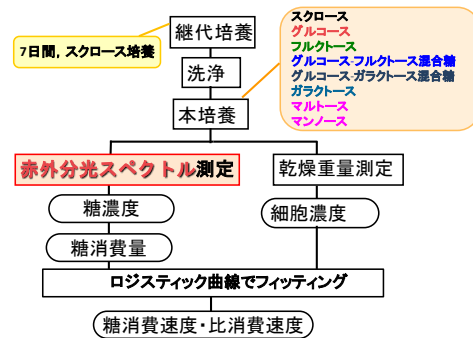 継代培養
7日間,スクロース培養
洗浄
本培養
スクロース
グルコース
フルクトース
グルコース-フルクトース混合糖
グルコース-ガラクトース混合糖
ガラクトース
マルトース
マンノース
赤外分光スペクトル測定
乾燥重量測定
糖濃度
細胞濃度
糖消費量
ロジスティック曲線でフィッティング
糖消費速度・比消費速度